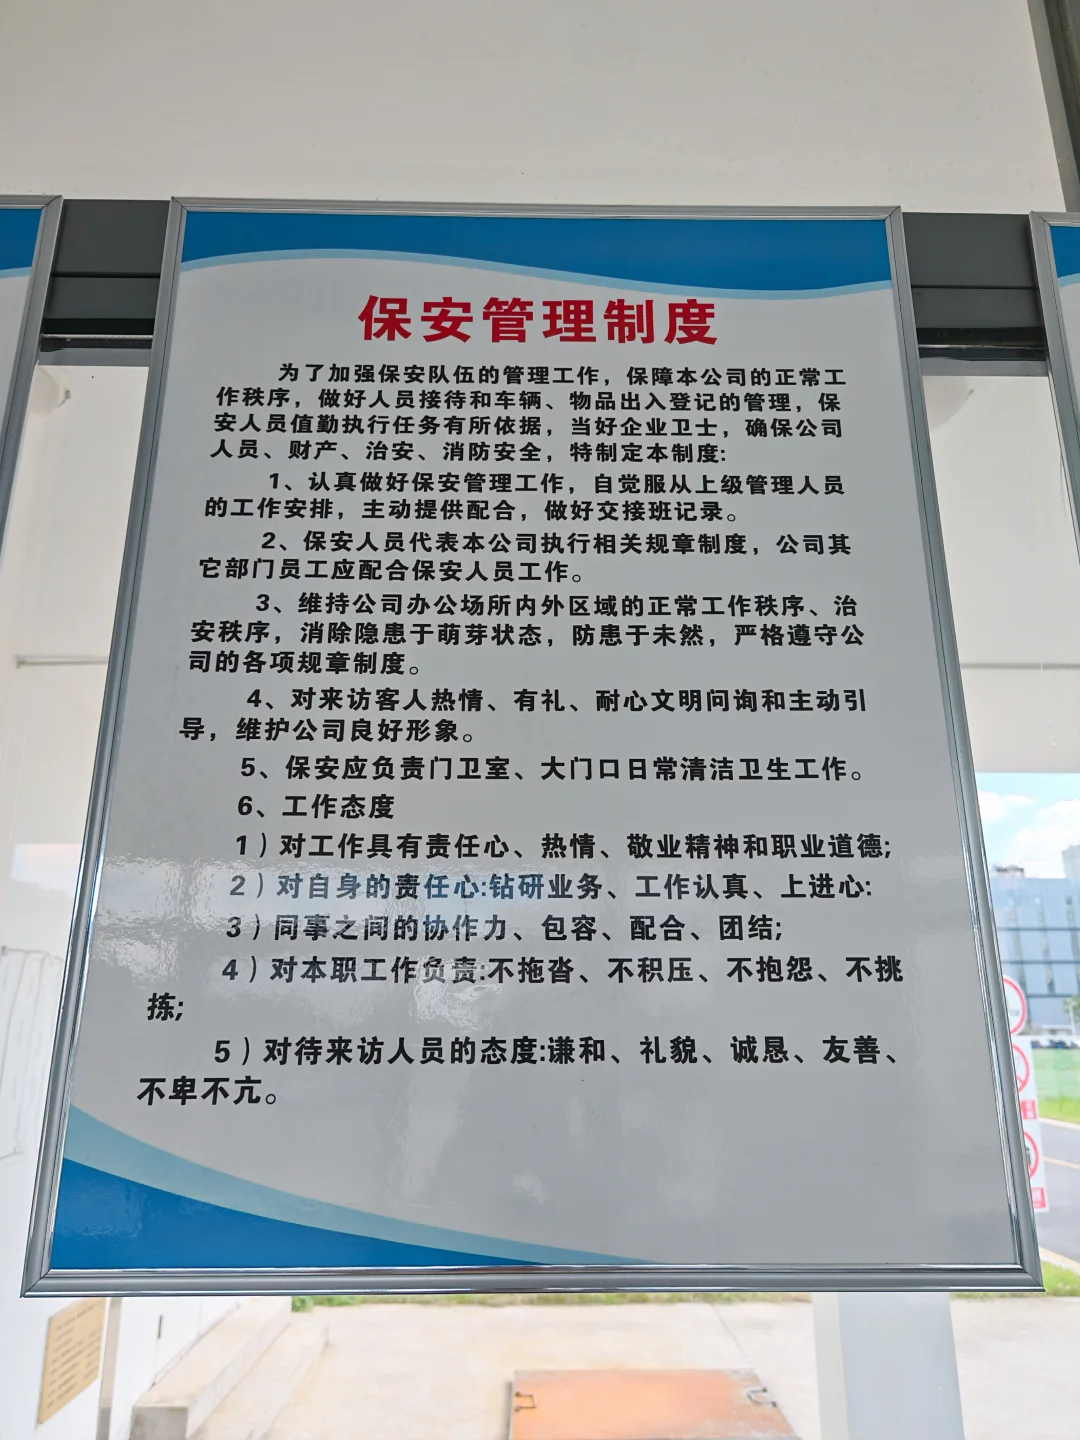 保安管理制度
为了加强保安队伍的管理工作，保障本公司的正常工
作秩序，做好人员接待和车辆、物品出入登记的管理，保
安人员值勤执行任务有所依据，当好企业卫士，确保公司
人员、财产、治安、消防安全，特制定本制度:
1、认真做好保安管理工作，自觉服从上级管理人员
的工作安排，主动提供配合，做好交接班记录。
2、保安人员代表本公司执行相关规章制度，公司其
它部门员工应配合保安人员工作。
3、维持公司办公场所内外区域的正常工作秩序、治
安秩序，消除隐患于萌芽状态，防患于未然，严格遵守公
司的各项规章制度。
4、对来访客人热情、有礼、耐心文明问询和主动引
导，维护公司良好形象。
5、保安应负责门卫室、大门口日常清洁卫生工作。
6、工作态度
1）对工作具有责任心、热情、敬业精神和职业道德;
2）对自身的责任心:钻研业务、工作认真、上进心:
3）同事之间的协作力、包容、配合、团结;
4）对本职工作负责:不拖沓、不积压、不抱怨、不挑
拣;
5）对待来访人员的态度:谦和、礼貌、诚恳、友善、
不卑不亢。